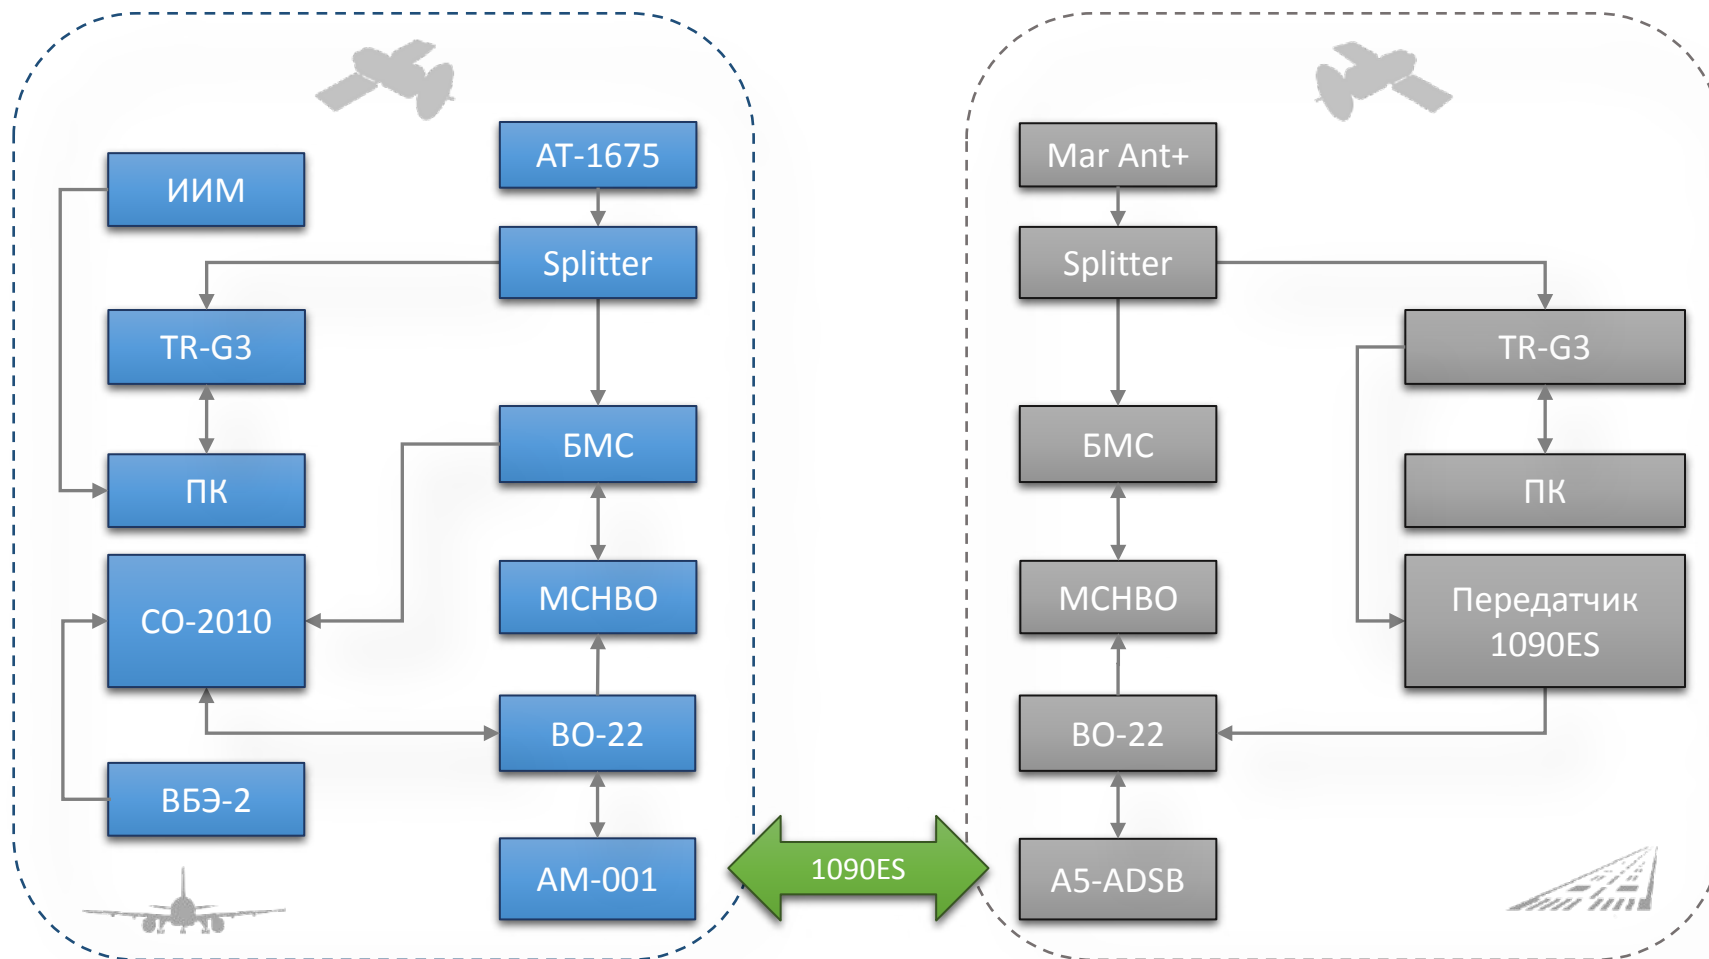 ИИМ
AT-1675
Splitter
TR-G3
БМС
ПК
МСНВО
СО-2010
ВО-22
ВБЭ-2
АМ-001
1090ES
Mar Ant+
Splitter
TR-G3
БМС
ПК
МСНВО
Передатчик
1090ES
ВО-22
A5-ADSB